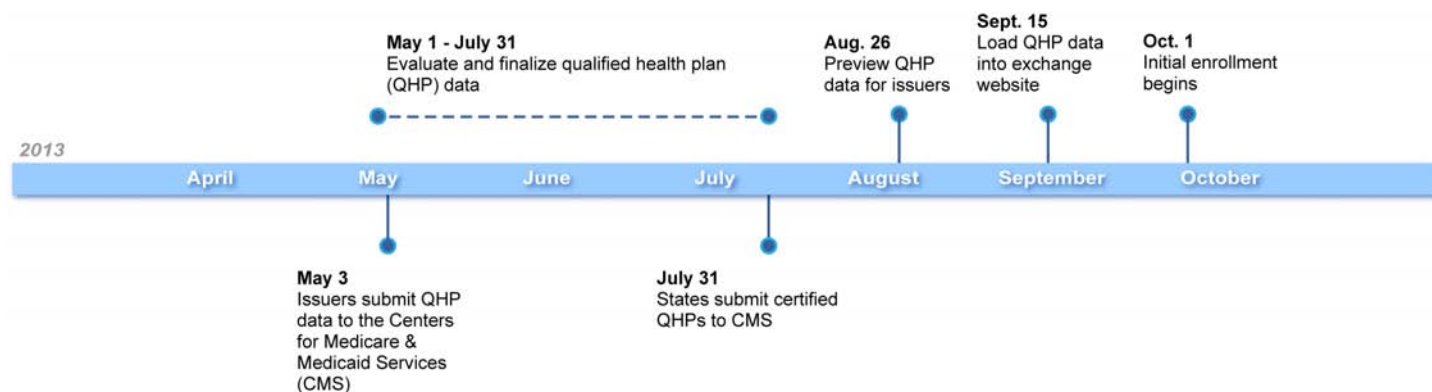 May 1 - July 31
Evaluate and finalize qualified health plan
(QHP) data
Aug. 26
Preview QHP
data for issuers
Sept. 15
Load QHP data
into exchange
website
Oct. 1
Initial enrollment
begins
2013
April May June July August September October
May 3
Issuers submit QHP
data to the Centers
for Medicare &
Medicaid Services
(CMS)
July 31
States submit certified
QHPs to CMS